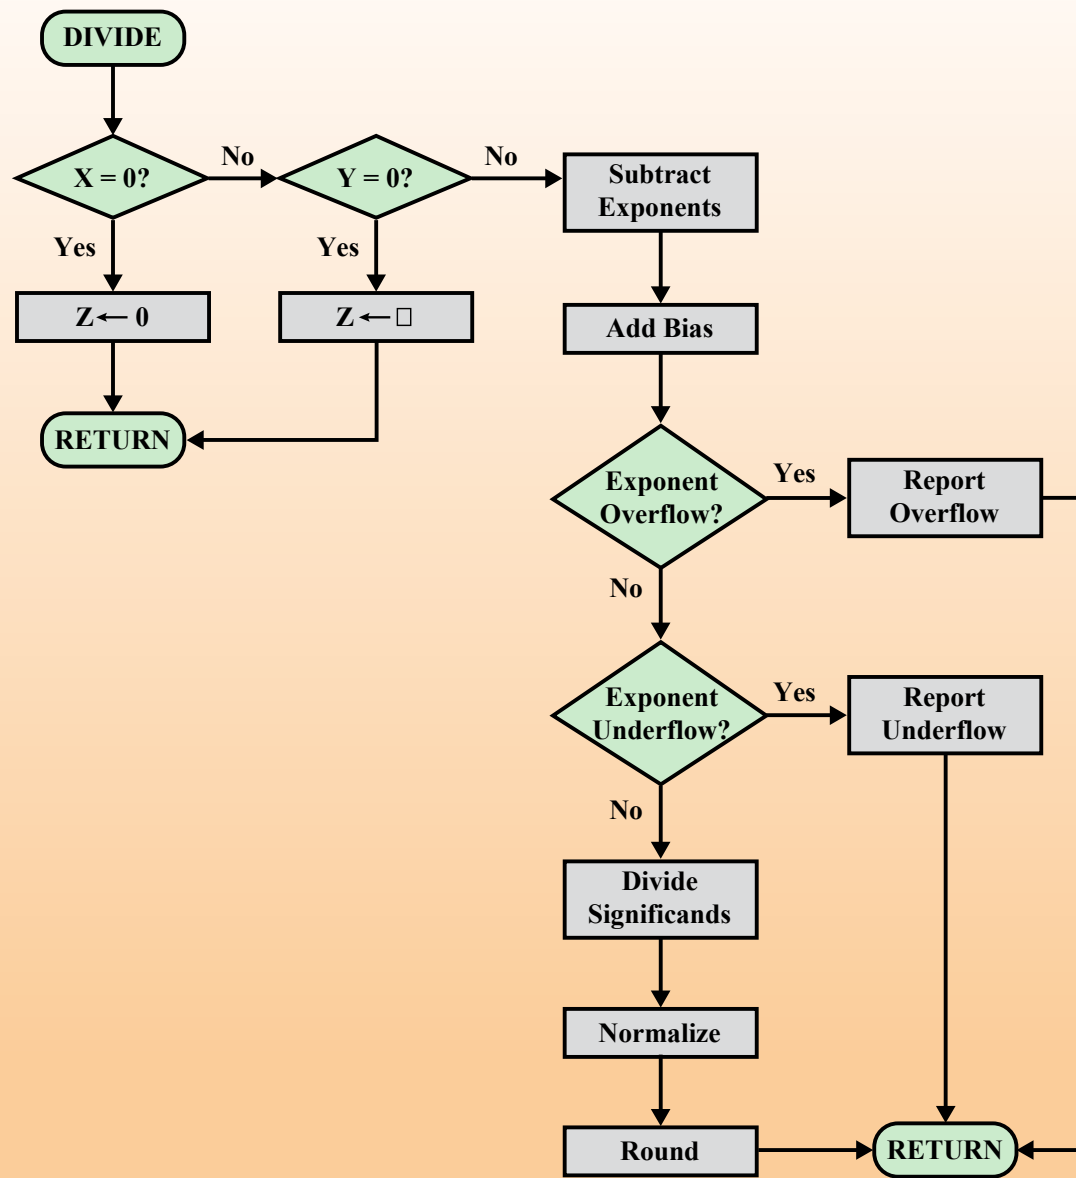 DIVIDE
X = 0?
No
Y = 0?
No
Subtract
Exponents
Yes
Yes
Z ← 0
Z ← □
Add Bias
RETURN
Exponent
Overflow?
Yes
Report
Overflow
No
Exponent
Underflow?
Yes
Report
Underflow
No
Divide
Significands
Normalize
Round
RETURN